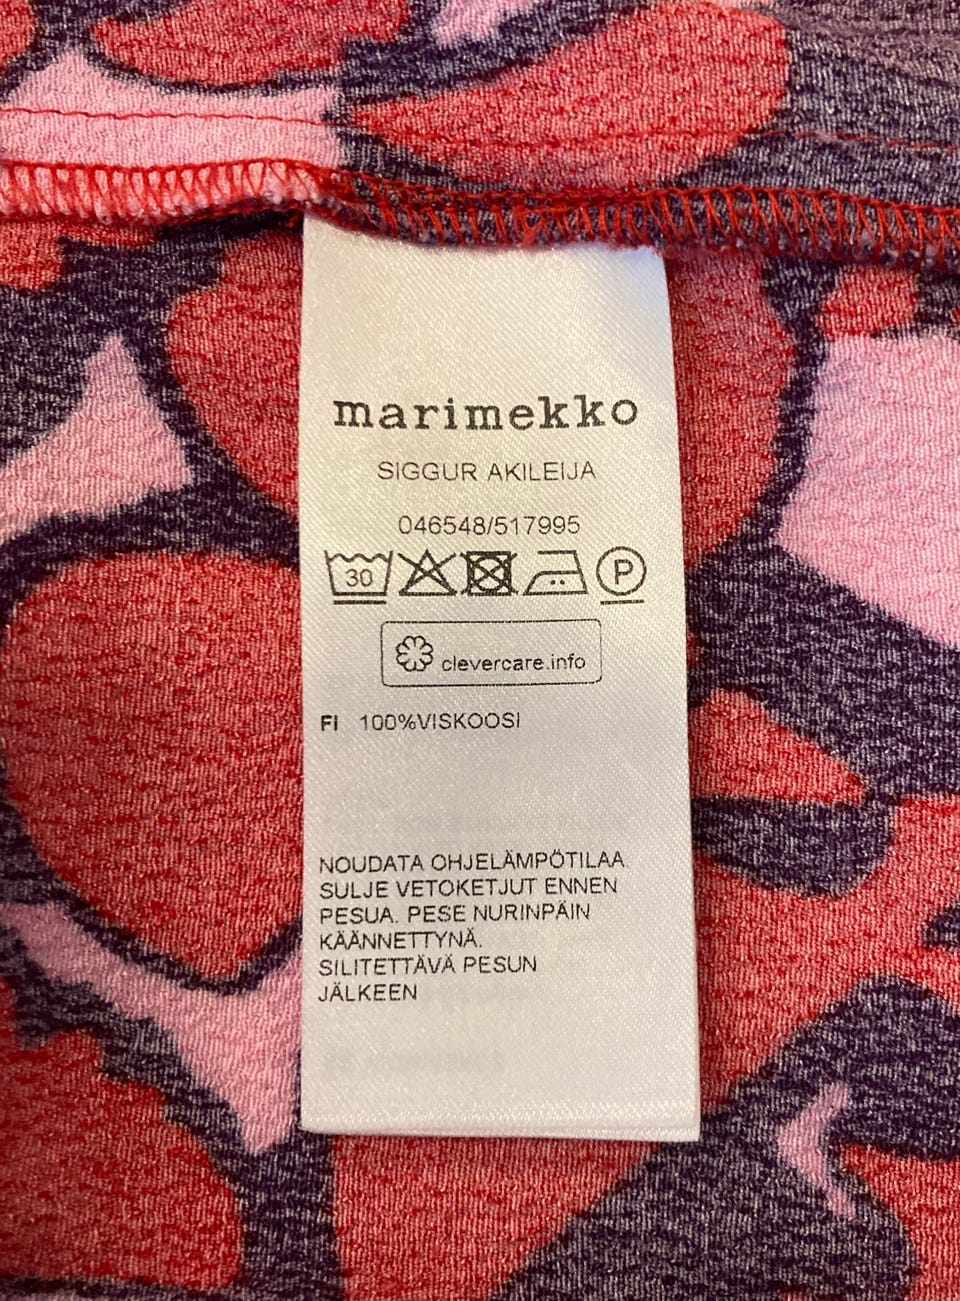 marimekko
SIGGUR AKILEIJA
046548/517995
30 P
clevercare.info
FI 100%VISKOOSI
NOUDATA OHJELÄMPÖTILAA.
SULJE VETOKETJUT ENNEN
PESUA. PESE NURINPÄIN
KÄÄNNETTYNÄ.
SILITETTÄVÄ PESUN
JÄLKEEN